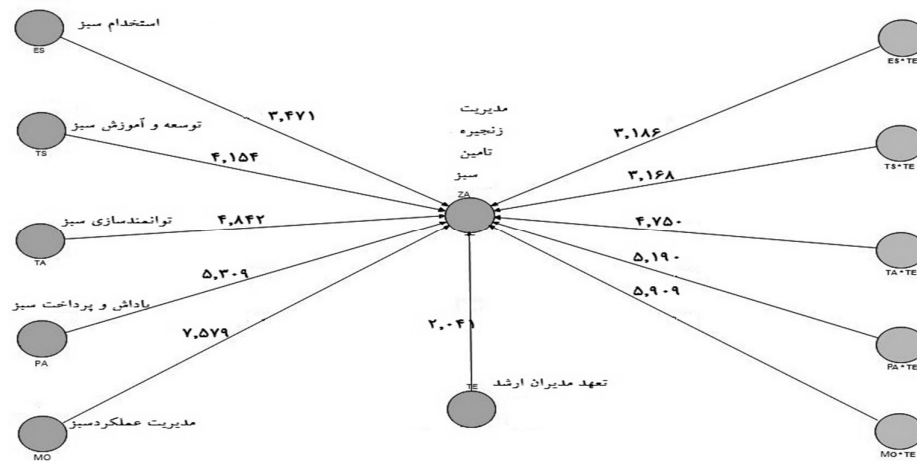 استخدام سبز
ES
ES*TE
۳,۴۷۱
مدیریت
زنجیره
تامین
سبز
ZA
۳,۱۸۶
توسعه و آموزش سبز
TS
TS*TE
۴,۱۵۴
۳,۱۶۸
توانمندسازی سبز
TA
TA*TE
۴,۸۴۲
۴,۷۵۰
۵,۳۰۹
۵,۱۹۰
پاداش و پرداخت سبز
PA
PA*TE
۷,۵۷۹
۲,۰۴۱
۵,۹۰۹
تعهد مدیران ارشد
TE
مدیریت عملکردسبز
MO
MO*TE